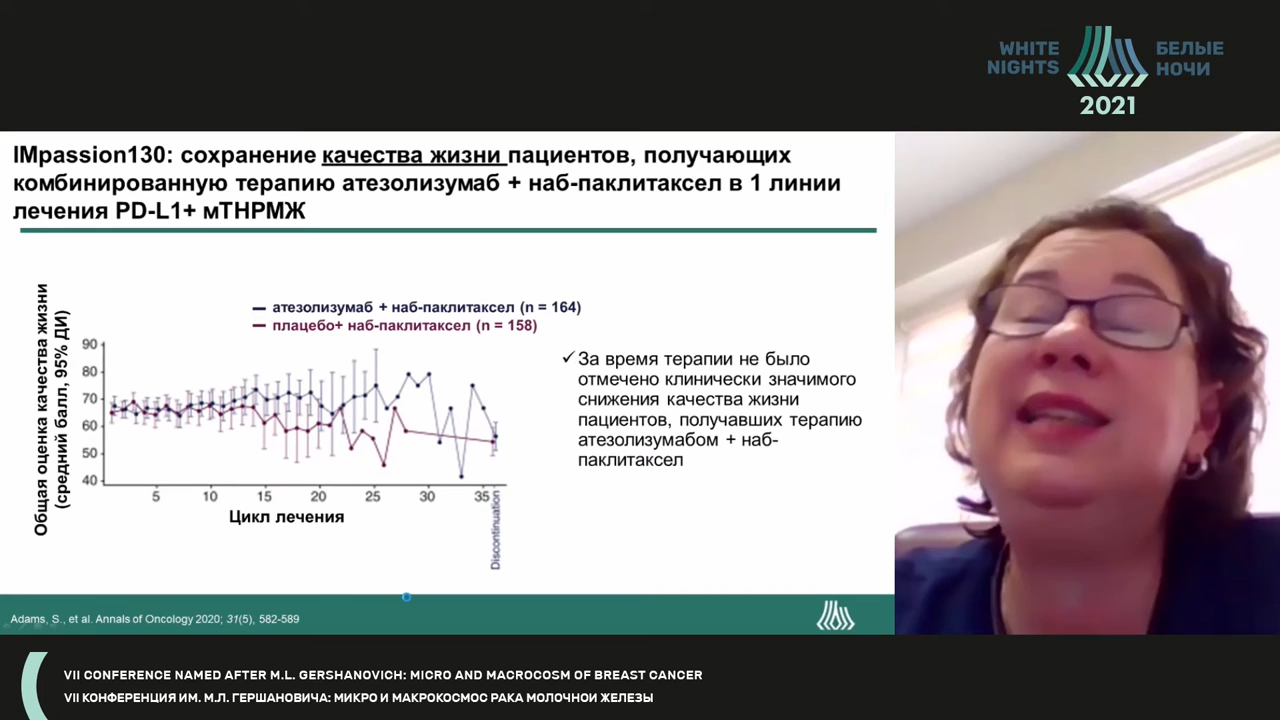 WHITE NIGHTS
БЕЛЫЕ НОЧИ
2021
IMpassion130: сохранение качества жизни пациентов, получающих
комбинированную терапию атезолизумаб + наб-паклитаксел в 1 линии
лечения PD-L1+ мТНРМЖ
Общая оценка качества жизни
(средний балл, 95% ДИ)
атезолизумаб + наб-паклитаксел (n = 164)
плацебо+ наб-паклитаксел (n = 158)
90
80
70
60
50
40
5 10 15 20 25 30 35
Discontinuation
Цикл лечения
✓За время терапии не было
отмечено клинически значимого
снижения качества жизни
пациентов, получавших терапию
атезолизумабом + наб-
паклитаксел
Adams, S., et al. Annals of Oncology 2020; 31(5), 582-589
VII CONFERENCE NAMED AFTER M.L. GERSHANOVICH: MICRO AND MACROCOSM OF BREAST CANCER
VII КОНФЕРЕНЦИЯ ИМ. М.Л. ГЕРШАНОВИЧА: МИКРО И МАКРОКОСМОС РАКА МОЛОЧНОЙ ЖЕЛЕЗЫ